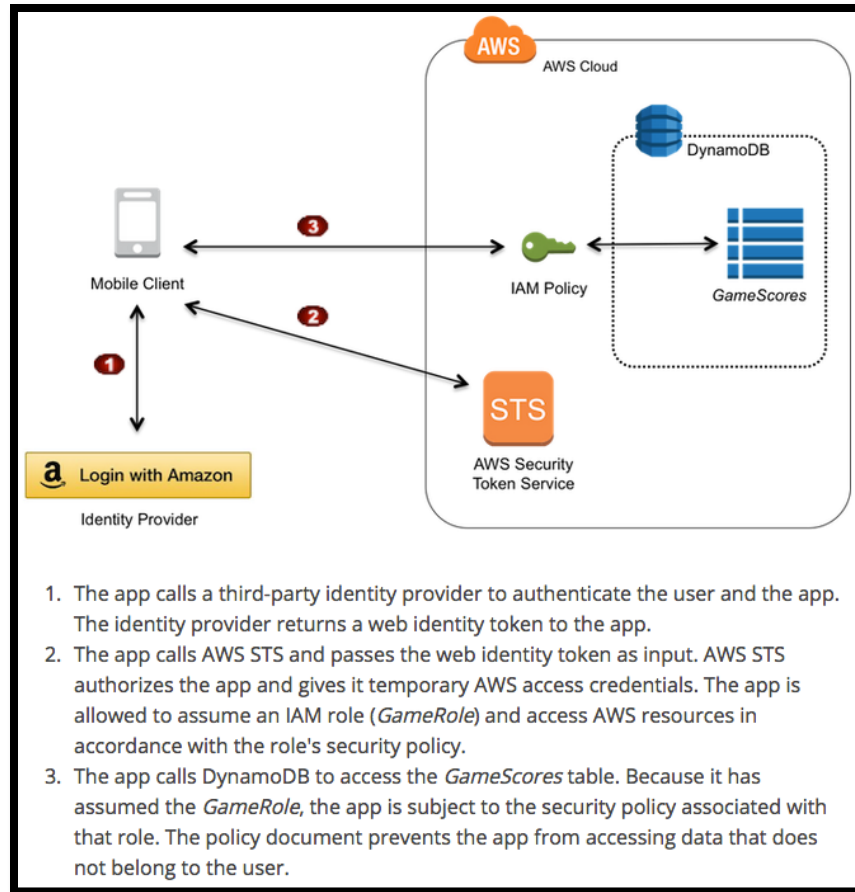 AWS
AWS Cloud
DynamoDB
3
Mobile Client
IAM Policy
GameScores
2
1
STS
a Login with Amazon
AWS Security
Token Service
Identity Provider
1. The app calls a third-party identity provider to authenticate the user and the app.
The identity provider returns a web identity token to the app.
2. The app calls AWS STS and passes the web identity token as input. AWS STS
authorizes the app and gives it temporary AWS access credentials. The app is
allowed to assume an IAM role (GameRole) and access AWS resources in
accordance with the role's security policy.
3. The app calls DynamoDB to access the GameScores table. Because it has
assumed the GameRole, the app is subject to the security policy associated with
that role. The policy document prevents the app from accessing data that does
not belong to the user.